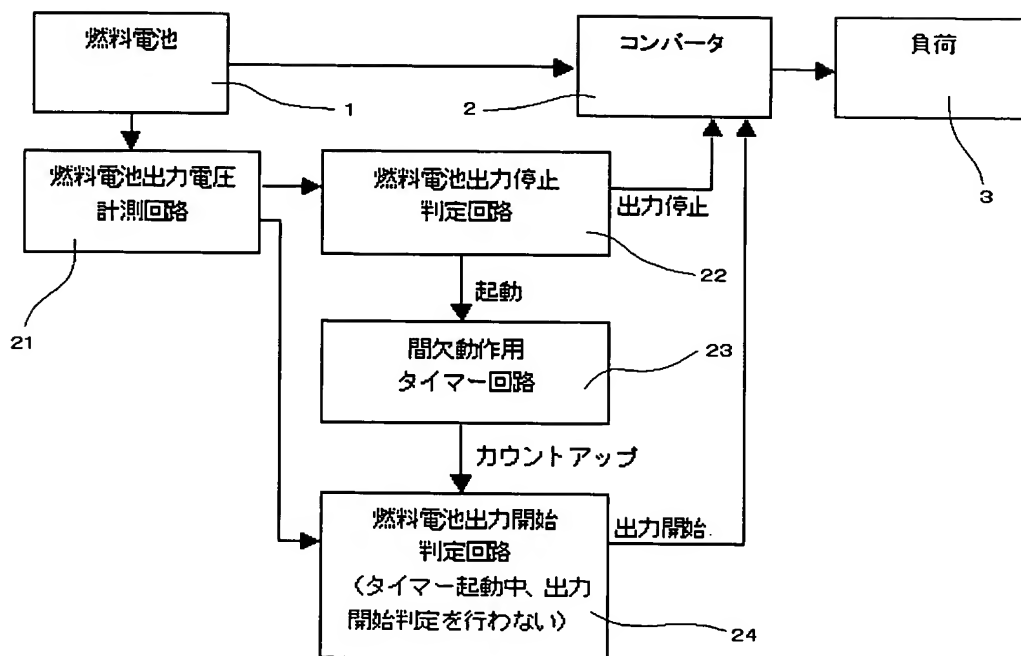 燃料電池
1
コンバータ
2
負荷
3
燃料電池出力電圧
計測回路
21
燃料電池出力停止
判定回路
22
出力停止
起動
間欠動作用
タイマー回路
23
カウントアップ
燃料電池出力開始
判定回路
(タイマー起動中、出力
開始判定を行わない)
24
出力開始